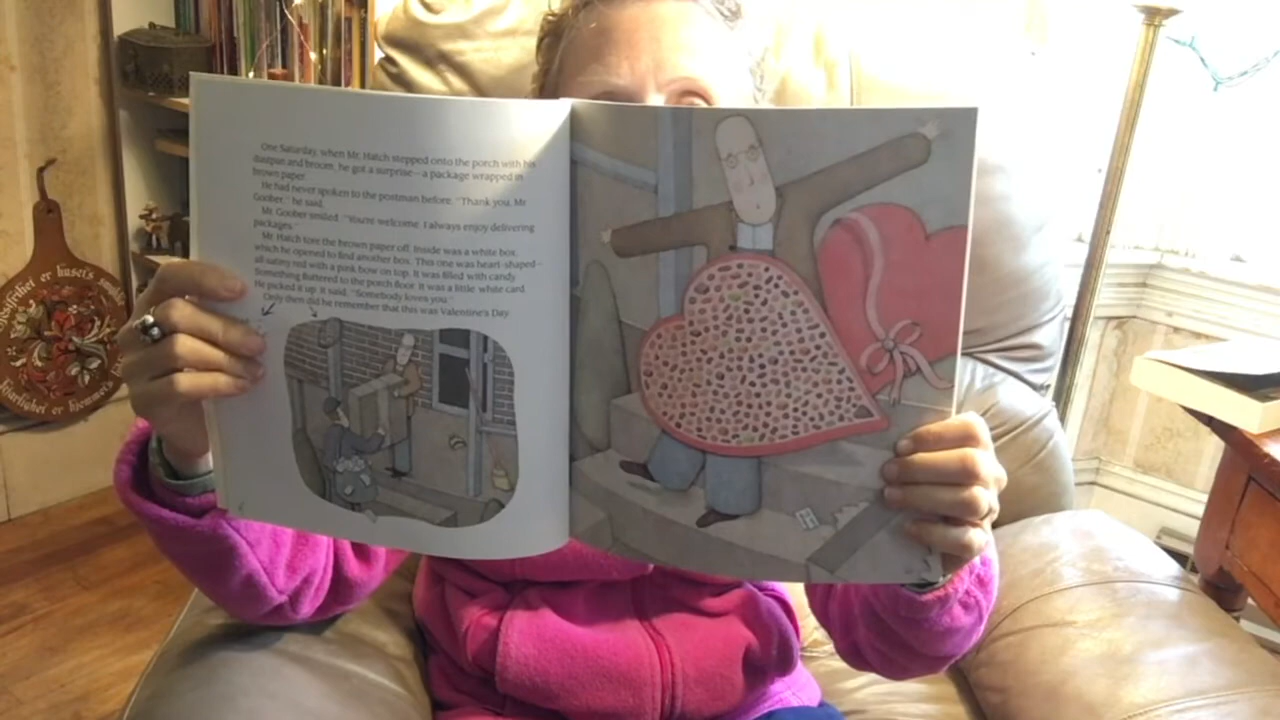 One Saturday, when Mr. Hatch stepped onto the porch with his
dustpan and broom, he got a surprise—a package wrapped in
brown paper.
He had never spoken to the postman before. "Thank you, Mr.
Goober," he said.
Mr. Goober smiled. "You're welcome. I always enjoy delivering
packages."
Mr. Hatch tore the brown paper off. Inside was a white box,
which he opened to find another box. This one was heart-shaped—
all satiny red with a pink bow on top. It was filled with candy.
Something fluttered to the porch floor. It was a little white card.
He picked it up. It said, "Somebody loves you."
Only then did he remember that this was Valentine's Day.